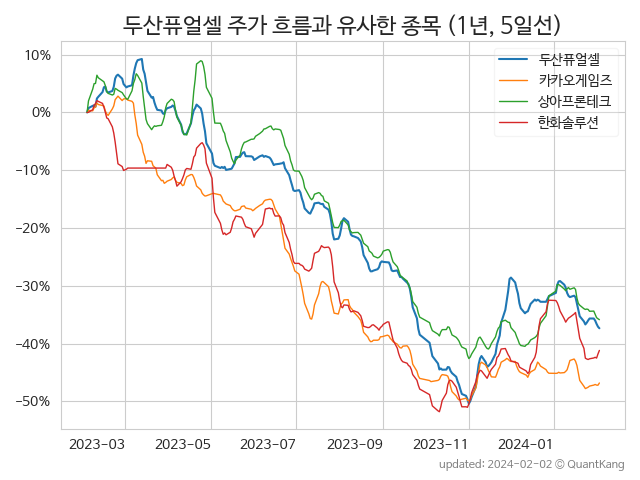 두산퓨얼셀 주가 흐름과 유사한 종목 (1년, 5일선)
10%
0%
−10%
−20%
−30%
−40%
−50%
두산퓨얼셀
카카오게임즈
상아프론테크
한화솔루션
2023-03 2023-05 2023-07 2023-09 2023-11 2024-01
updated: 2024-02-02 © QuantKang